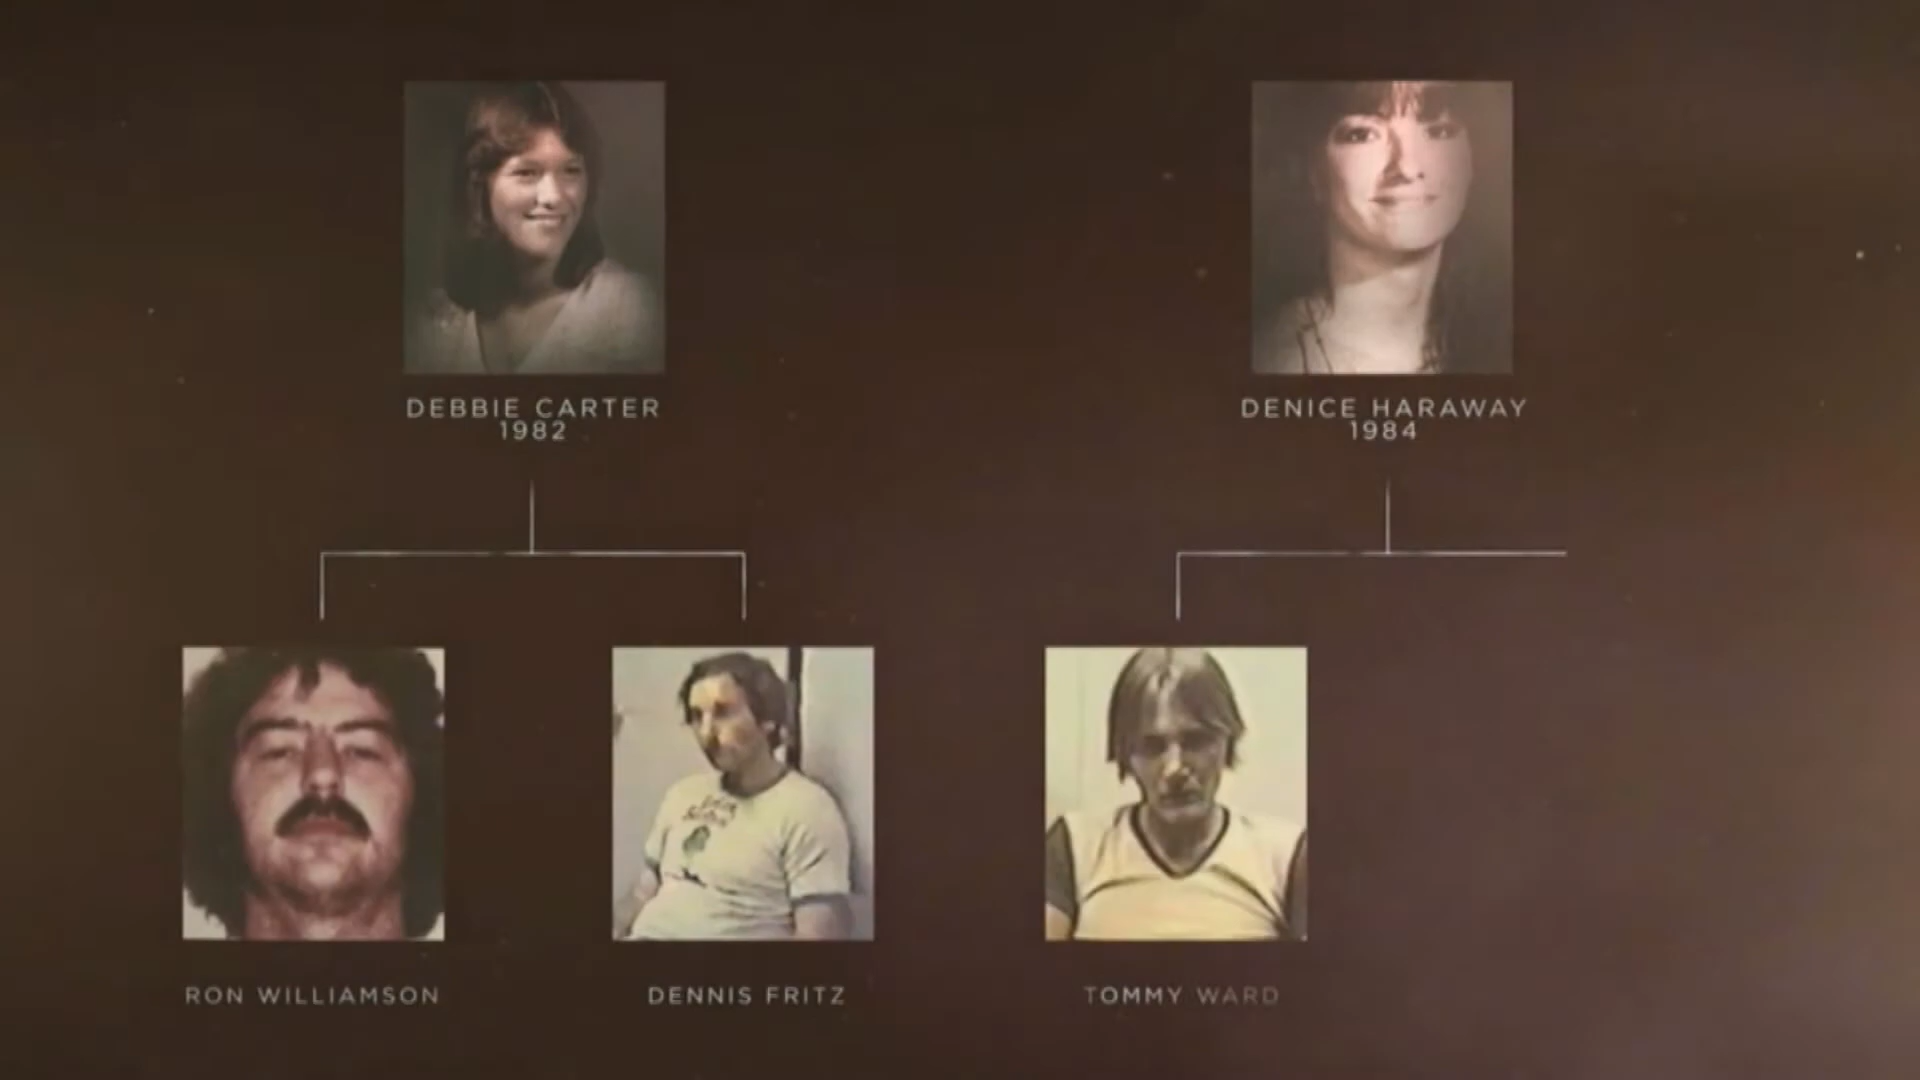 DEBBIE CARTER
1982
DENICE HARAWAY
1984
RON WILLIAMSON
DENNIS FRITZ
TOMMY WARD